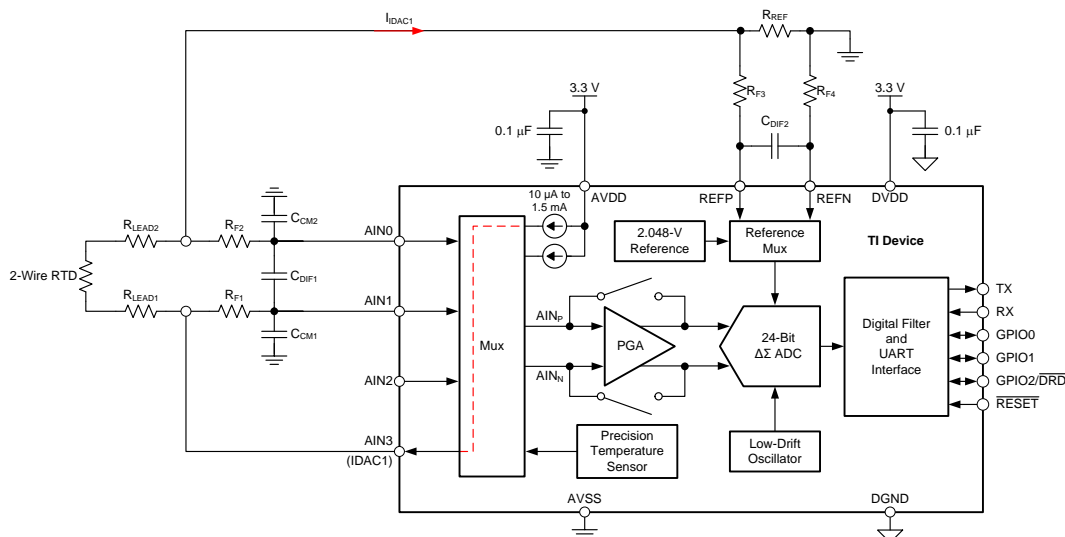 IIDAC1
RREF
3.3 V
RF3
RF4
3.3 V
0.1 μF
CDIF2
0.1 μF
10 μA to
1.5 mA
AVDD
REFP
REFN
DVDD
RLEAD2
RF2
CCM2
AIN0
2.048-V
Reference
Reference
Mux
TI Device
2-Wire RTD
CDIF1
RLEAD1
RF1
AIN1
CCM1
TX
RX
GPIO0
GPIO1
GPIO2/DRD
RESET
Mux
AINP
AINN
PGA
24-Bit
ΔΣ ADC
Digital Filter
and
UART
Interface
AIN2
AIN3
(IDAC1)
Precision
Temperature
Sensor
Low-Drift
Oscillator
AVSS
DGND